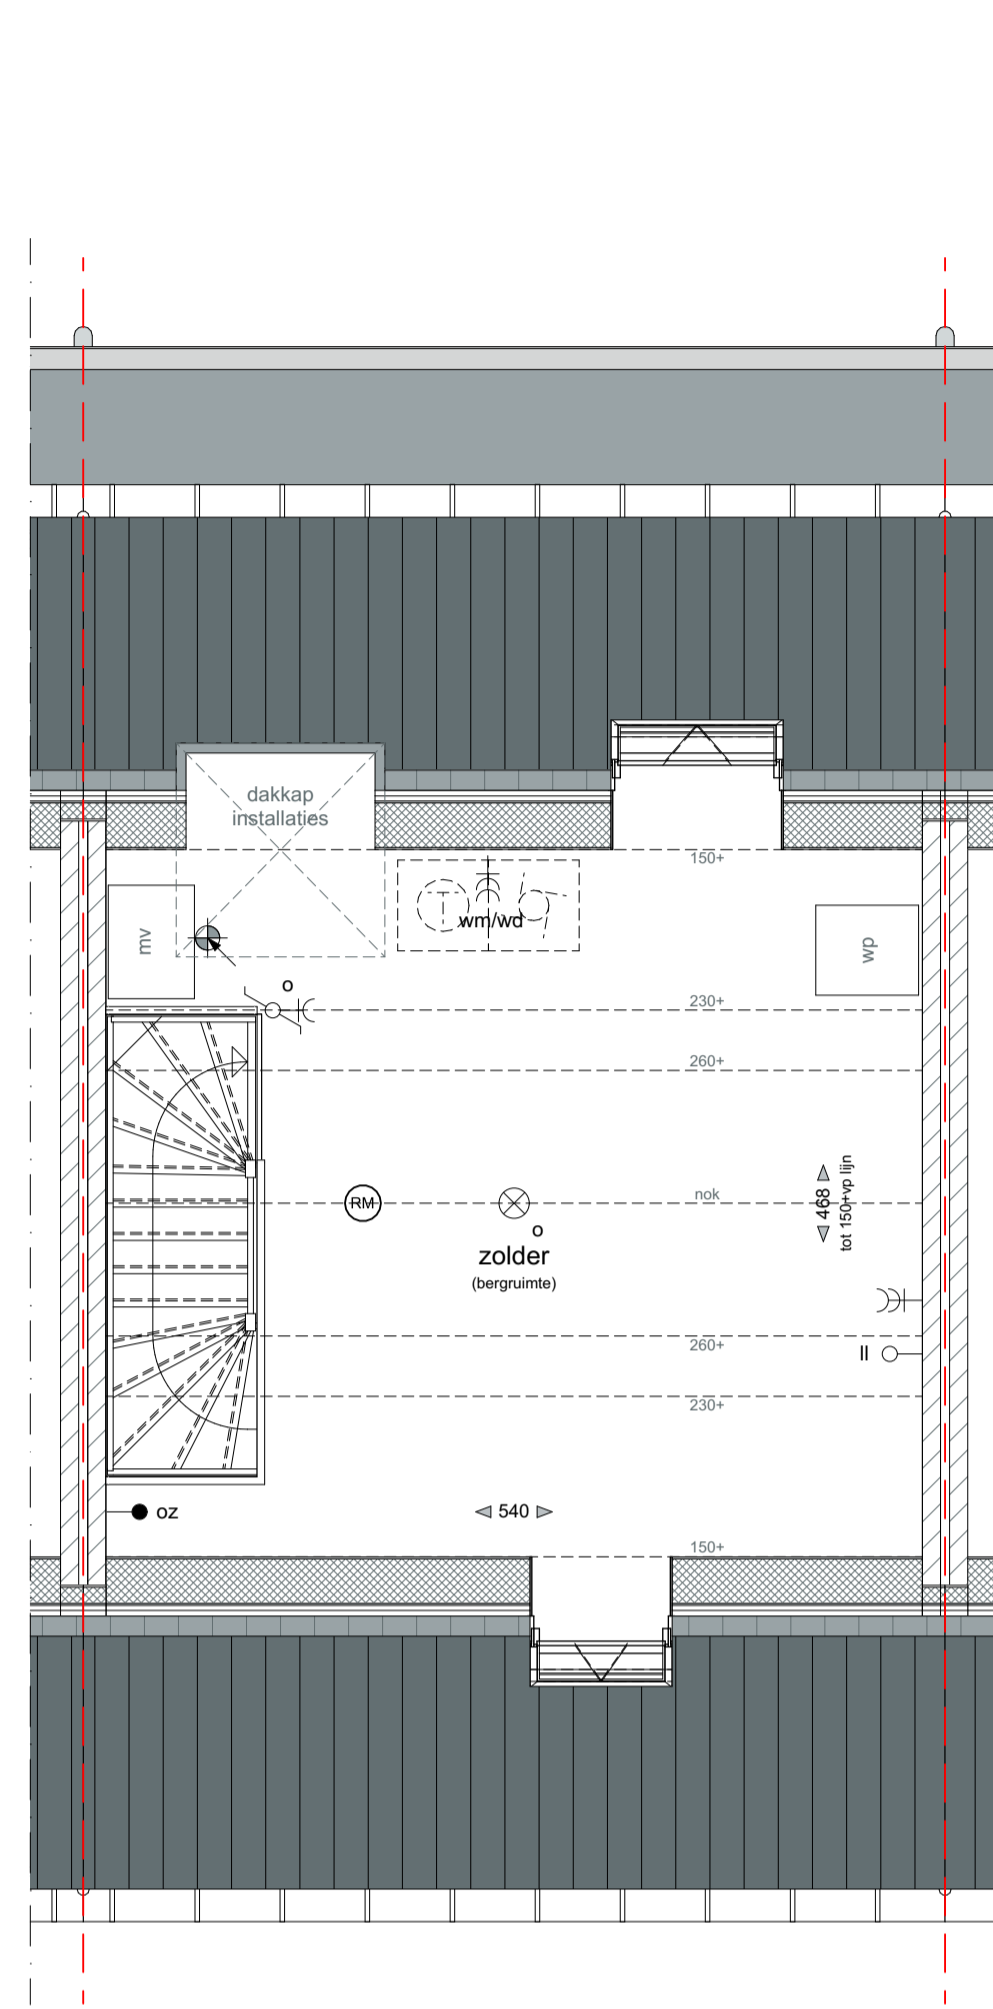 dakkap
installaties
150+
wm/wd
mv
wp
o
230+
260+
nok
RM
468
tot 150+vp lijn
o
zolder
(bergruimte)
260+
II
230+
oz
540
150+